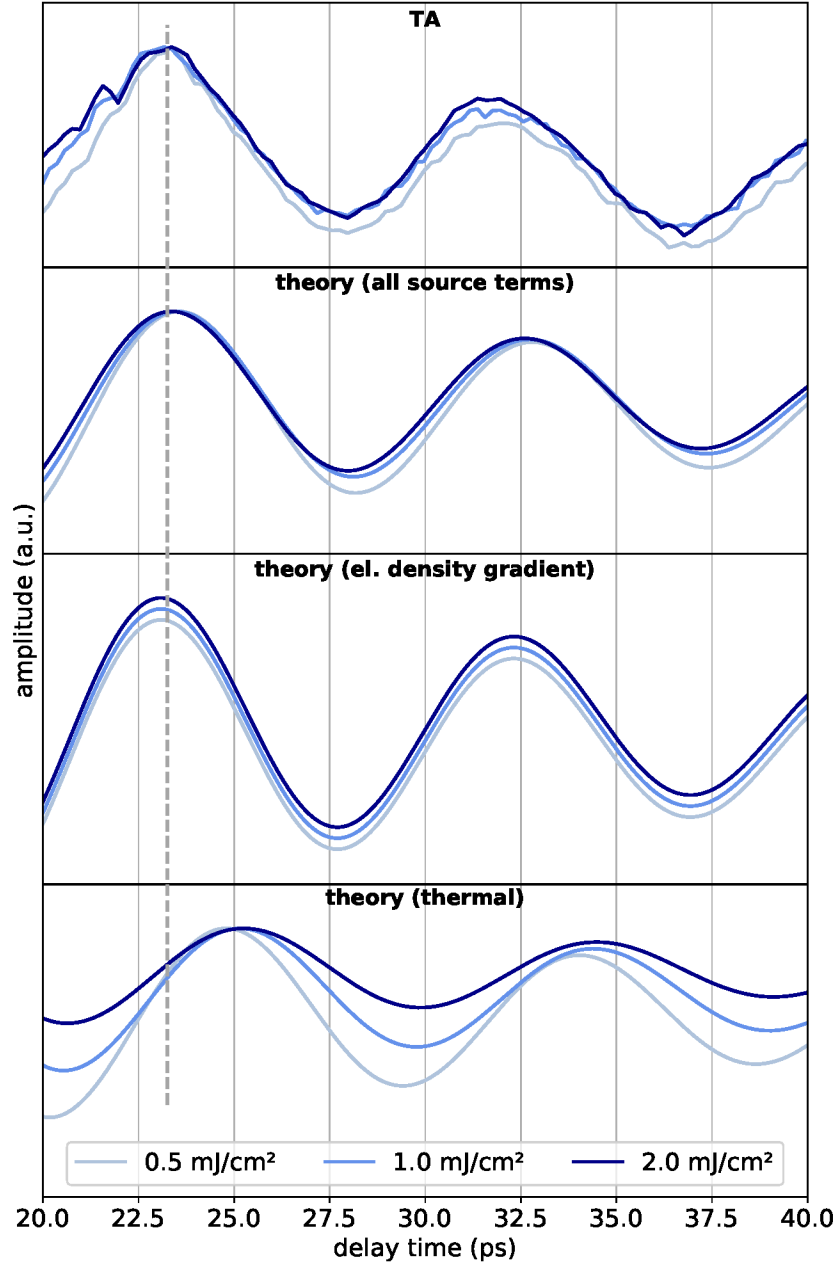 TA
theory (all source terms)
theory (el. density gradient)
theory (thermal)
amplitude (a.u.)
0.5 mJ/cm² 1.0 mJ/cm² 2.0 mJ/cm²
20.0 22.5 25.0 27.5 30.0 32.5 35.0 37.5 40.0
delay time (ps)